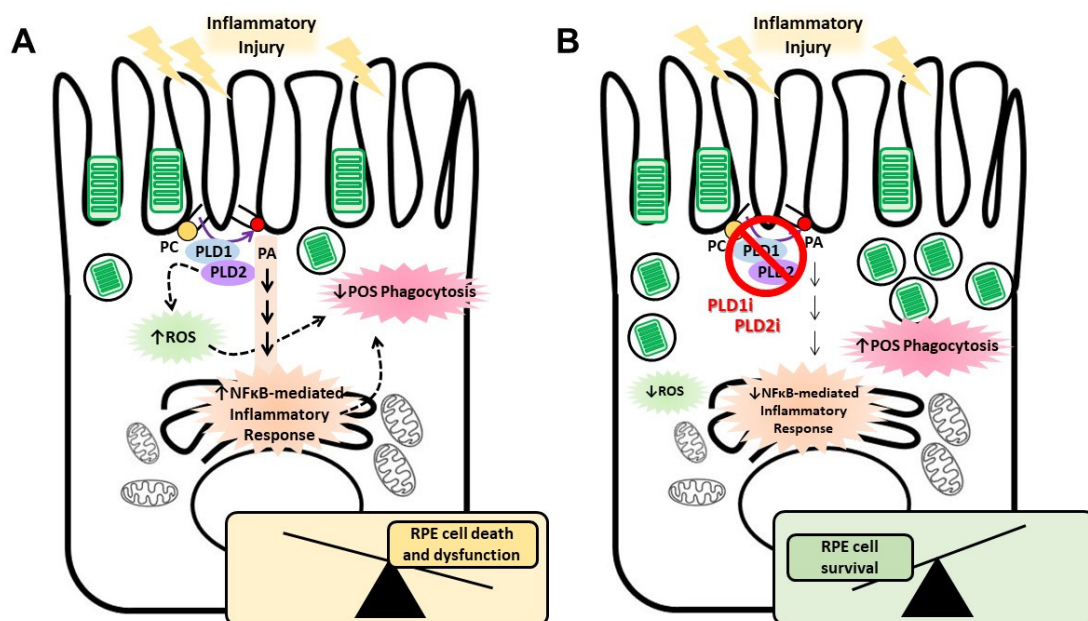 A
Inflammatory
Injury
PC
PLD1
PLD2
PA
↓POS Phagocytosis
↑ROS
↑NFκB-mediated
Inflammatory
Response
RPE cell death
and dysfunction
B
Inflammatory
Injury
PC
PLD1
PLD2
PA
PLD1i
PLD2i
↑POS Phagocytosis
↓ROS
↓NFκB-mediated
Inflammatory
Response
RPE cell
survival